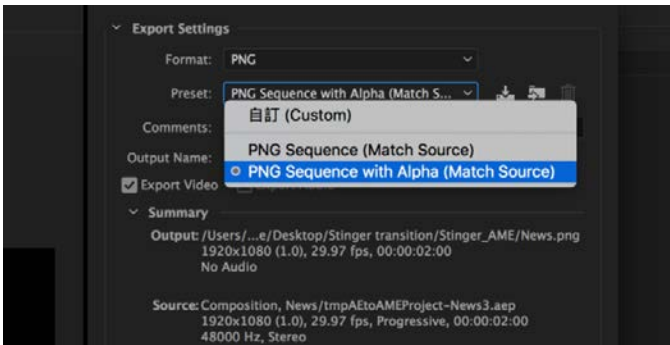 Export Settings
Format: PNG
Preset: PNG Sequence with Alpha (Match S...
自訂 (Custom)
Comments:
PNG Sequence (Match Source)
Output Name:
PNG Sequence with Alpha (Match Source)
Export Video
Summary
Output: /Users/...e/Desktop/Stinger transition/Stinger_AME/News.png
1920x1080 (1.0), 29.97 fps, 00:00:02:00
No Audio
Source: Composition, News/tmpAEtoAMEProject-News3.aep
1920x1080 (1.0), 29.97 fps, Progressive, 00:00:02:00
48000 Hz, Stereo